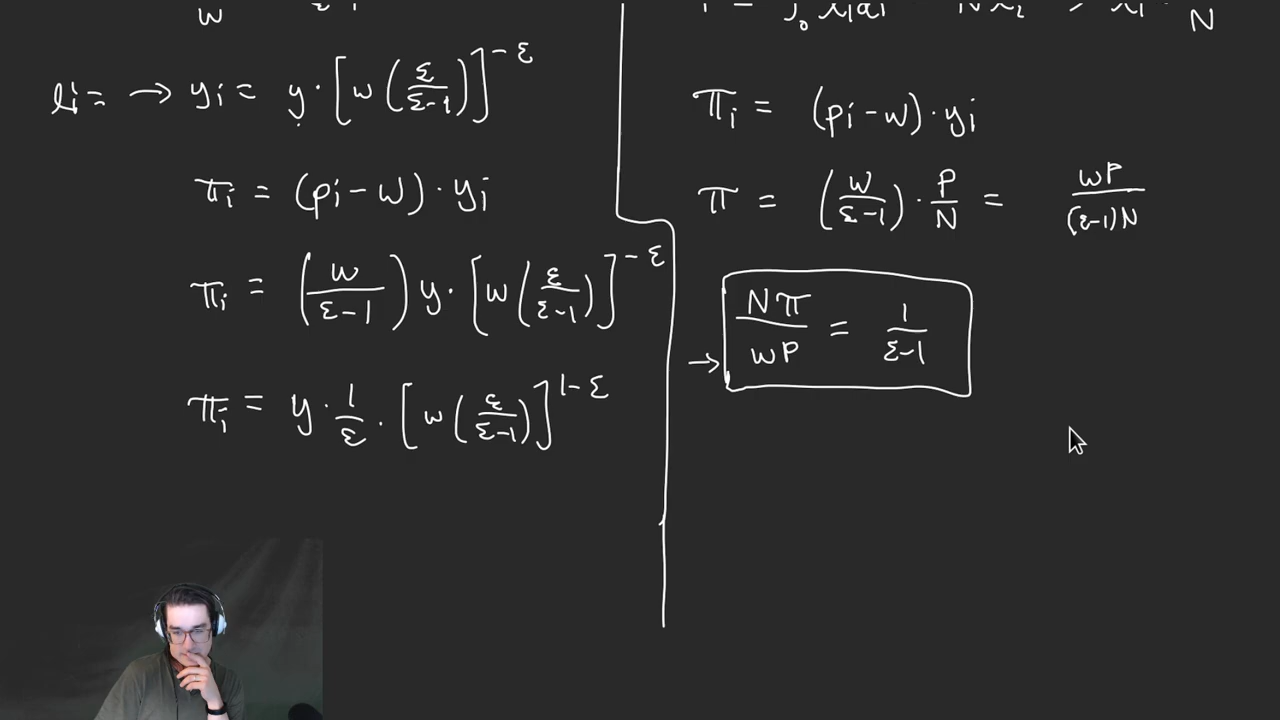 w
li = → yi = y · [w (ε/ε-1)]^-ε
πi = (pi - w) · yi
πi = (w/ε-1) y · [w (ε/ε-1)]^-ε
πi = y · 1/ε · [w (ε/ε-1)]^1-ε
N
πi = (pi - w) · yi
π = (w/ε-1) · P/N = wP/(ε-1)N
→ Nπ/wP = 1/ε-1